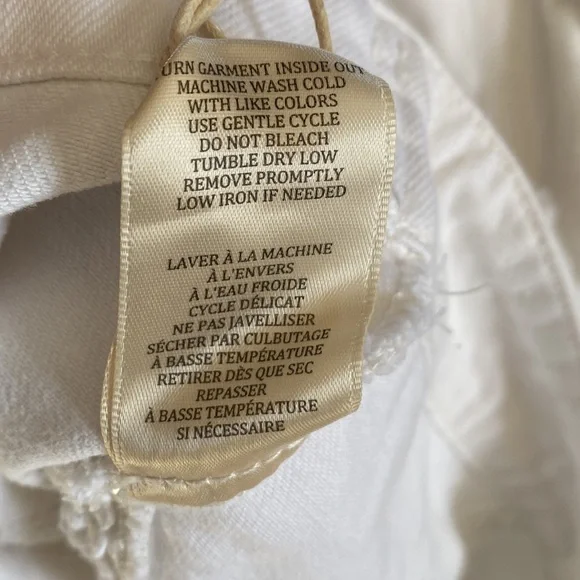 URN GARMENT INSIDE OUT
MACHINE WASH COLD
WITH LIKE COLORS
USE GENTLE CYCLE
DO NOT BLEACH
TUMBLE DRY LOW
REMOVE PROMPTLY
LOW IRON IF NEEDED
LAVER À LA MACHINE
À L'ENVERS
À L'EAU FROIDE
CYCLE DÉLICAT
NE PAS JAVELLISER
SÉCHER PAR CULBUTAGE
À BASSE TEMPÉRATURE
RETIRER DÈS QUE SEC
REPASSER
À BASSE TEMPÉRATURE
SI NÉCESSAIRE